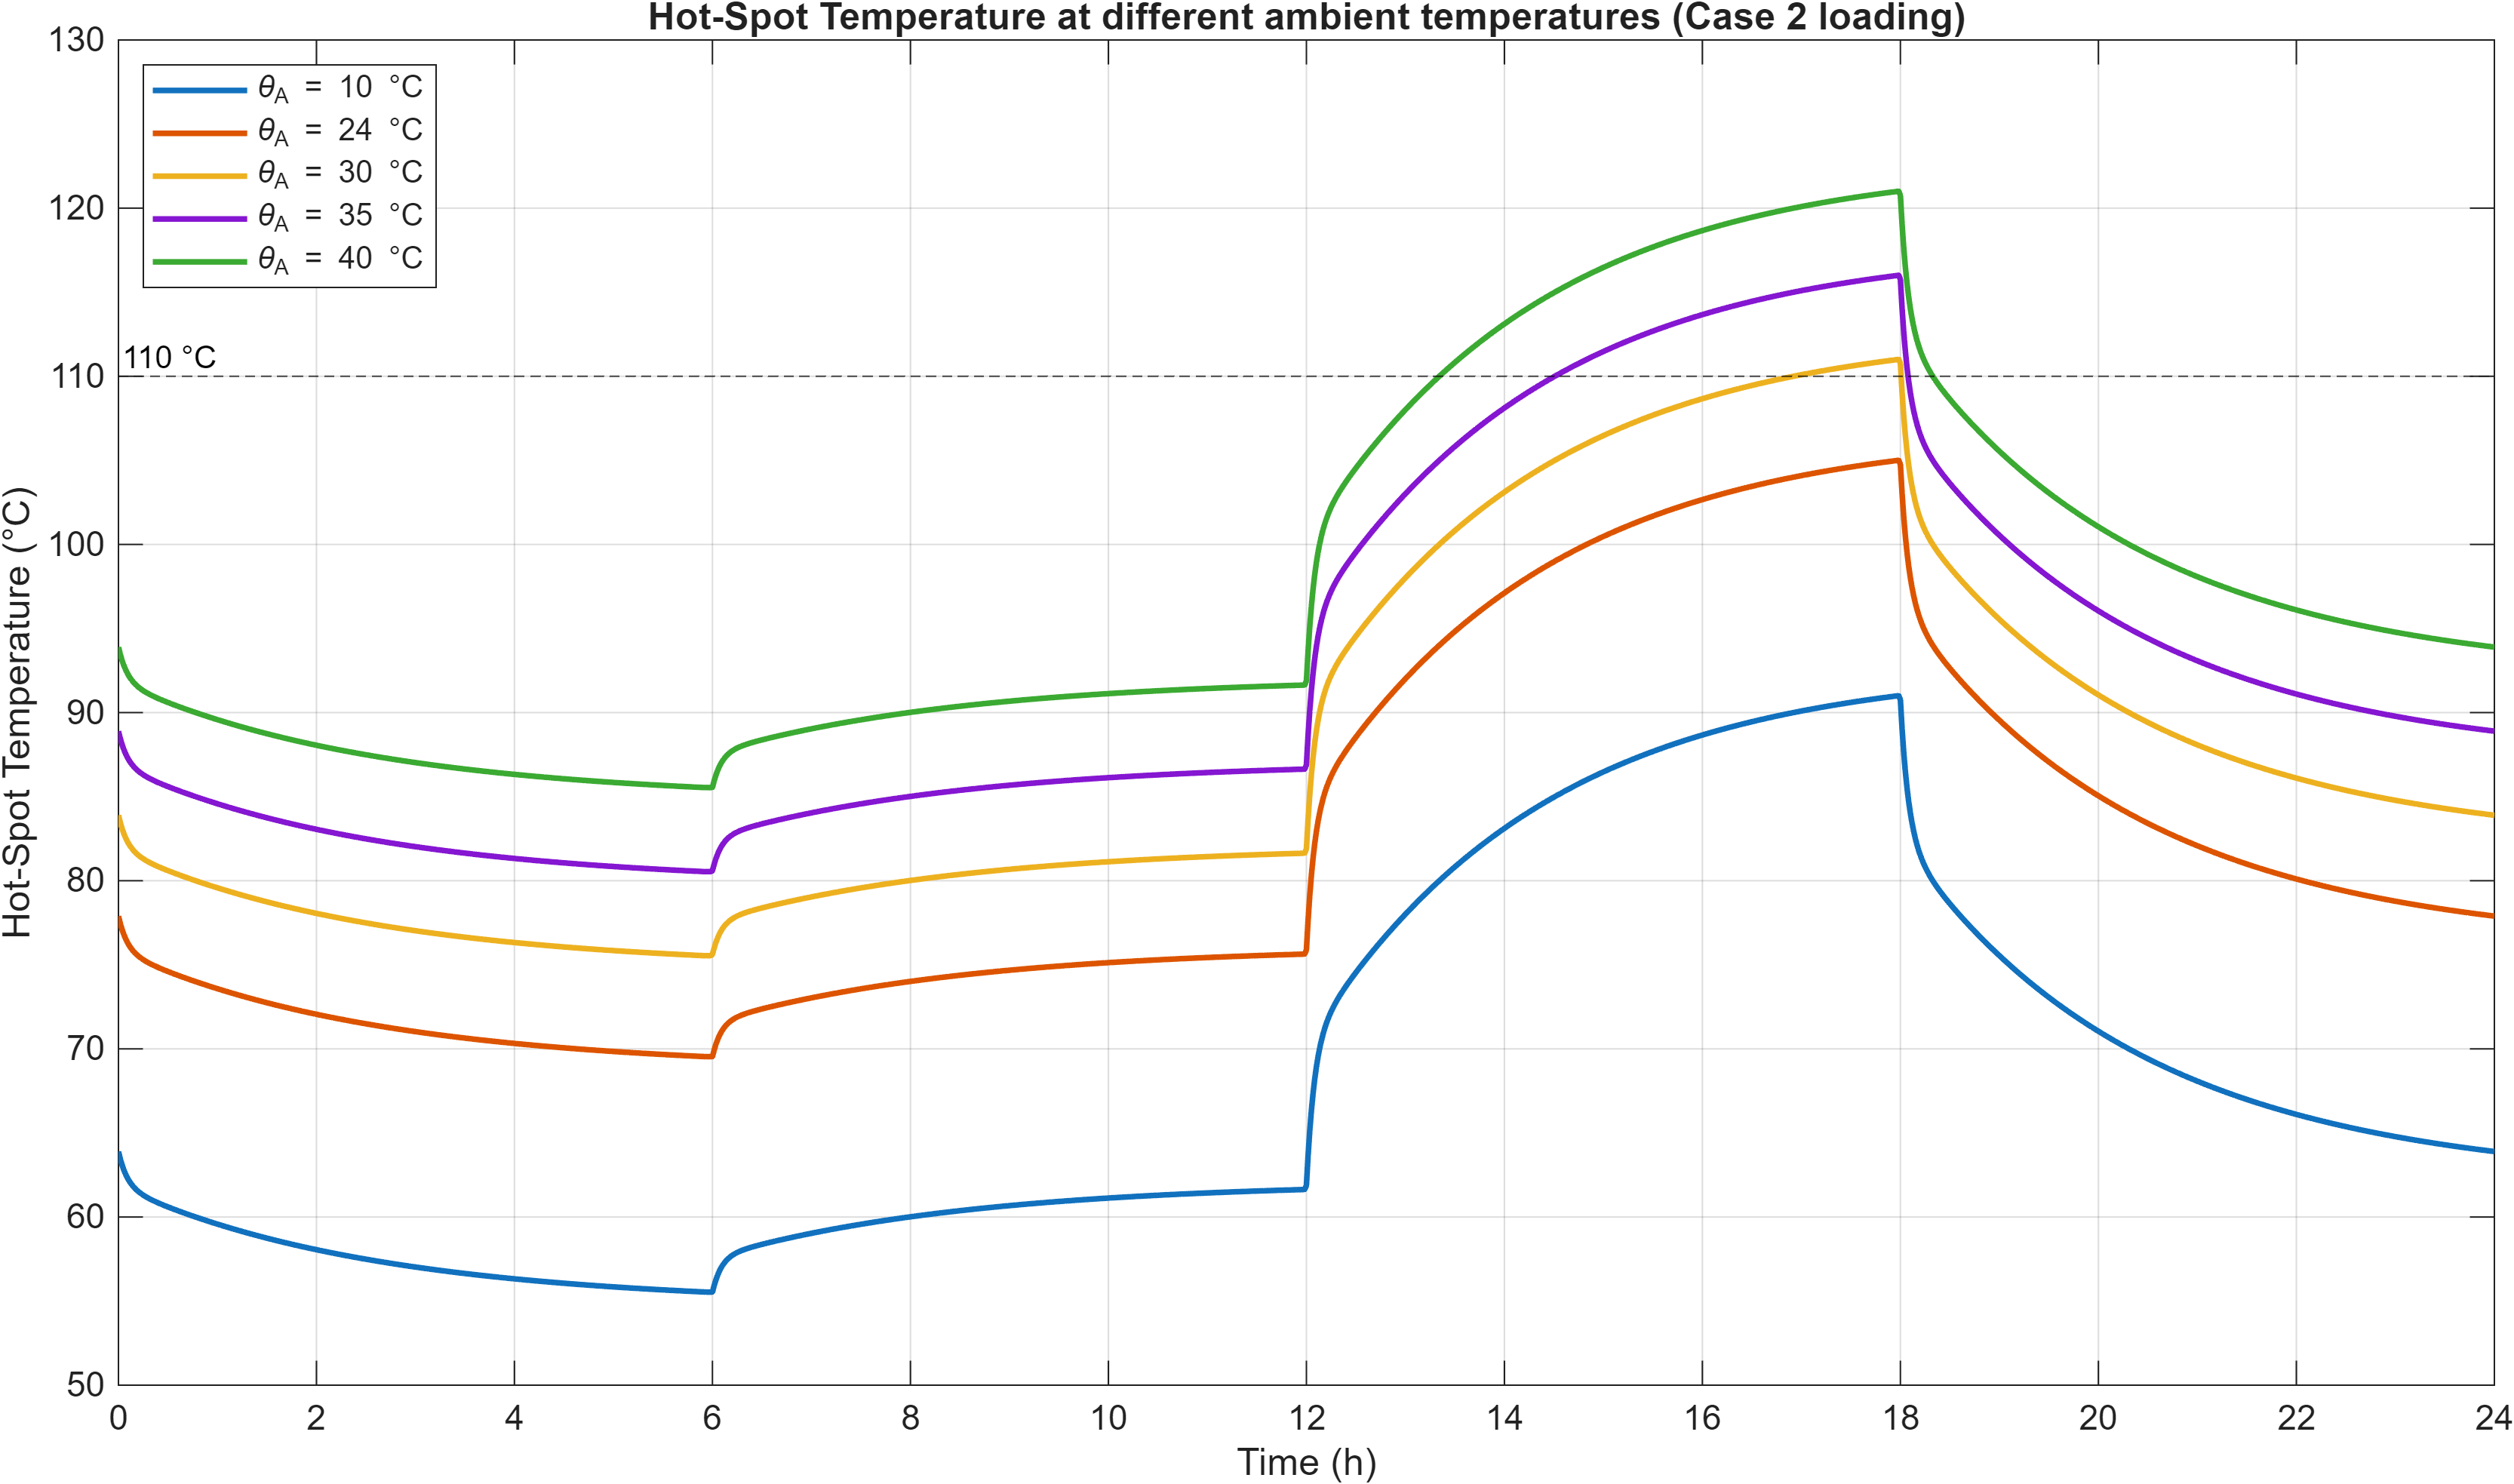 Hot-Spot Temperature at different ambient temperatures (Case 2 loading)
θA = 10 °C
θA = 24 °C
θA = 30 °C
θA = 35 °C
θA = 40 °C
110 °C
Hot-Spot Temperature (°C)
130
120
110
100
90
80
70
60
50
0 2 4 6 8 10 12 14 16 18 20 22 24
Time (h)